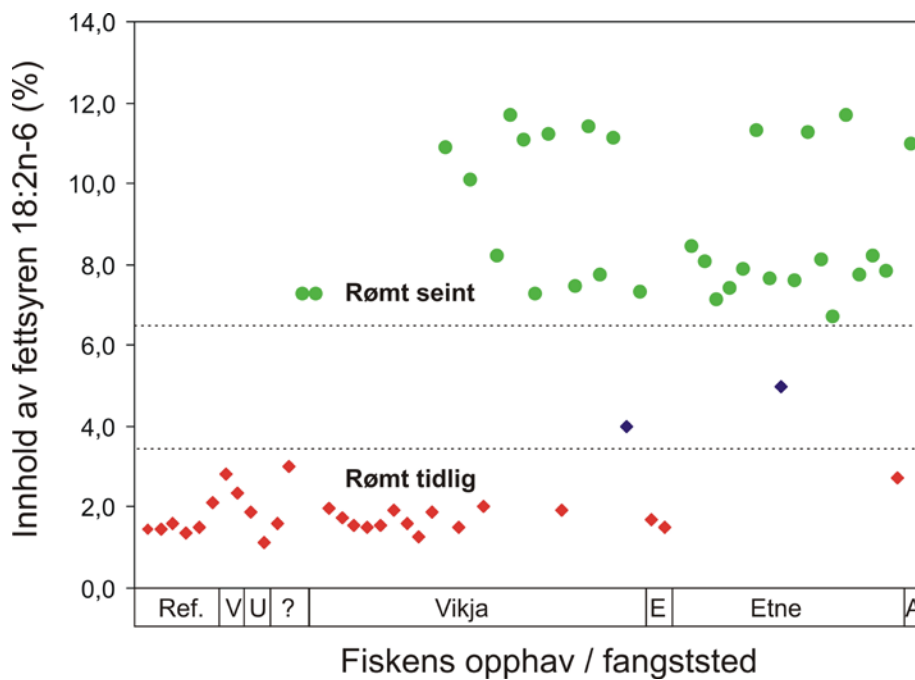 Innhold av fettsyren 18:2n-6 (%)
14,0
12,0
10,0
8,0
6,0
4,0
2,0
0,0
Rømt seint
Rømt tidlig
Ref. V U ? Vikja E Etne A
Fiskens opphav / fangststed